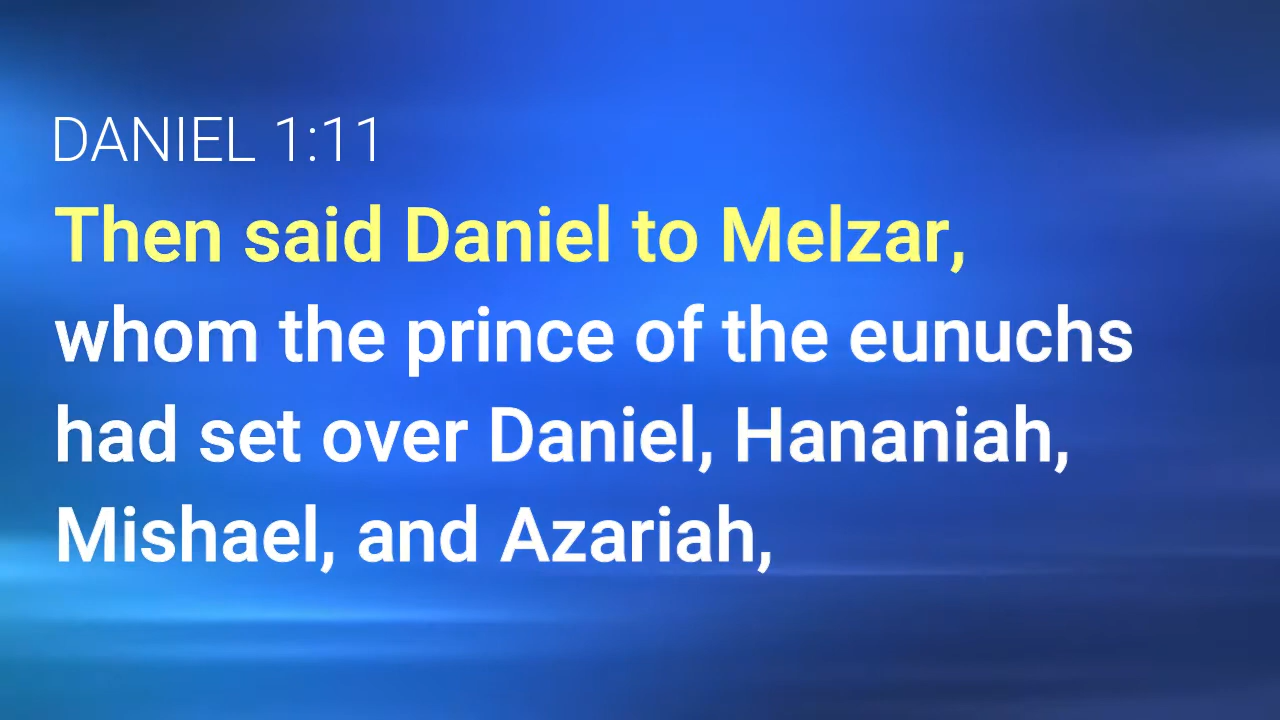 DANIEL 1:11
Then said Daniel to Melzar,
whom the prince of the eunuchs
had set over Daniel, Hananiah,
Mishael, and Azariah,